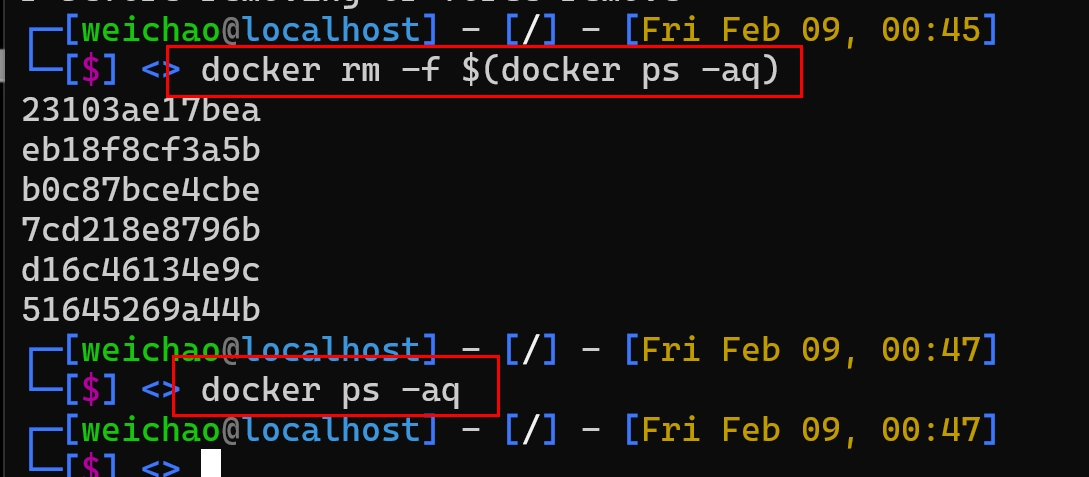 ┌─[weichao@localhost] - [/] - [Fri Feb 09, 00:45]
└─[$] <> docker rm -f $(docker ps -aq)
23103ae17bea
eb18f8cf3a5b
b0c87bce4cbe
7cd218e8796b
d16c46134e9c
51645269a44b
┌─[weichao@localhost] - [/] - [Fri Feb 09, 00:47]
└─[$] <> docker ps -aq
┌─[weichao@localhost] - [/] - [Fri Feb 09, 00:47]
└─[$] <>